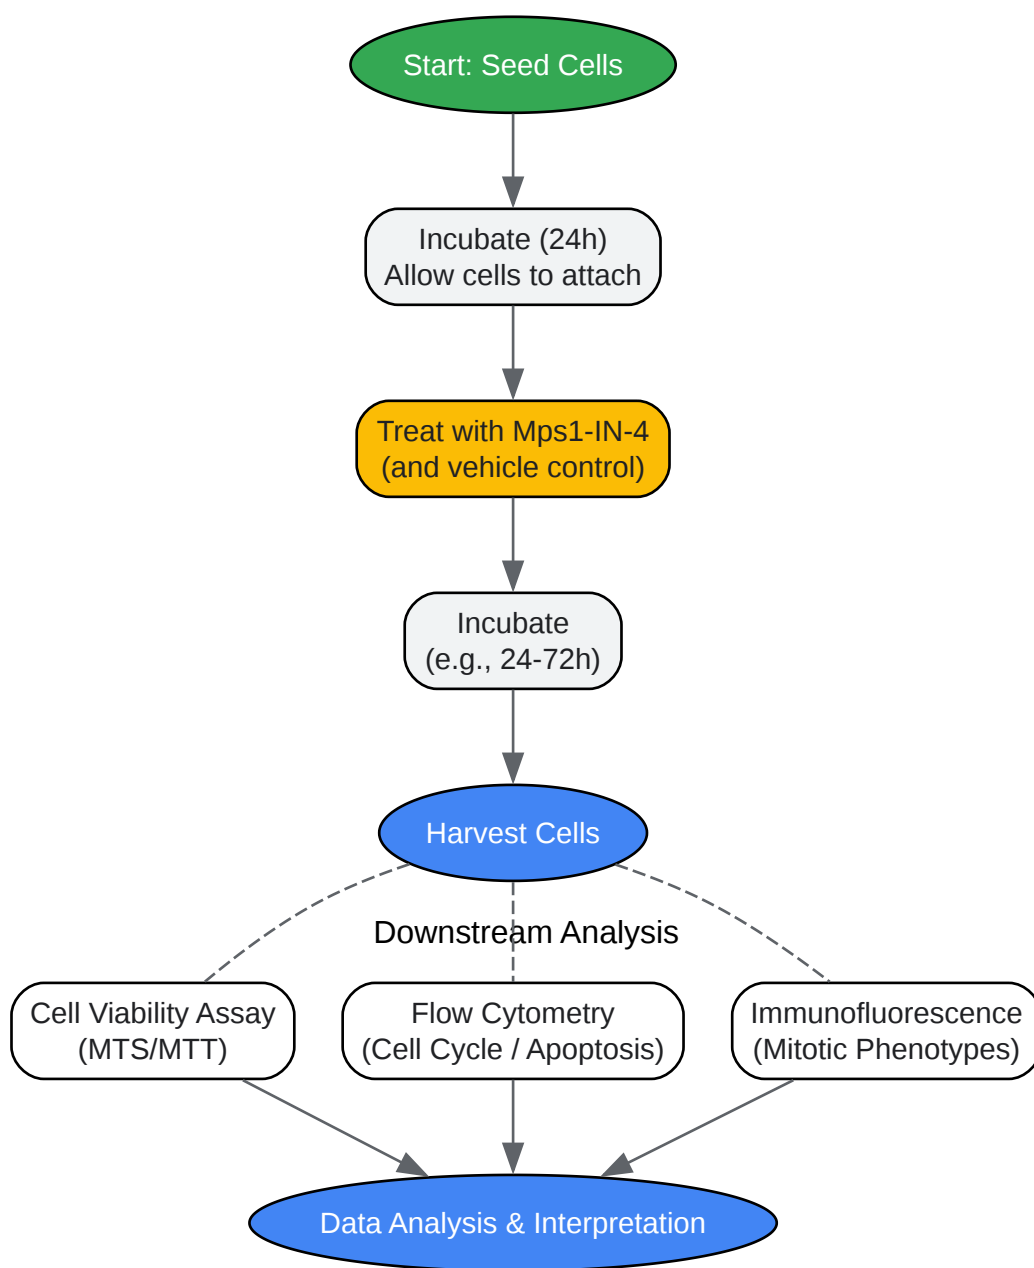 Start: Seed Cells
Incubate (24h)
Allow cells to attach
Treat with Mps1-IN-4
(and vehicle control)
Incubate
(e.g., 24-72h)
Harvest Cells
Downstream Analysis
Cell Viability Assay
(MTS/MTT)
Flow Cytometry
(Cell Cycle / Apoptosis)
Immunofluorescence
(Mitotic Phenotypes)
Data Analysis & Interpretation